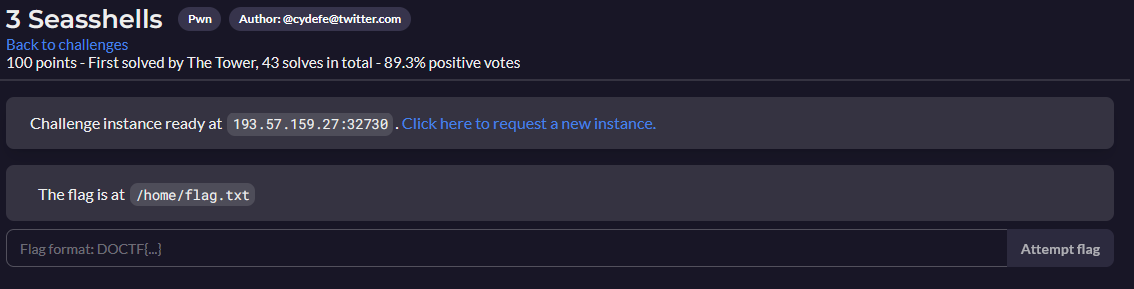 3 Seasshells Pwn Author: @cydefe@twitter.com
Back to challenges
100 points - First solved by The Tower, 43 solves in total - 89.3% positive votes
Challenge instance ready at 193.57.159.27:32730. Click here to request a new instance.
The flag is at /home/flag.txt
Flag format: DOCTF{...} Attempt flag